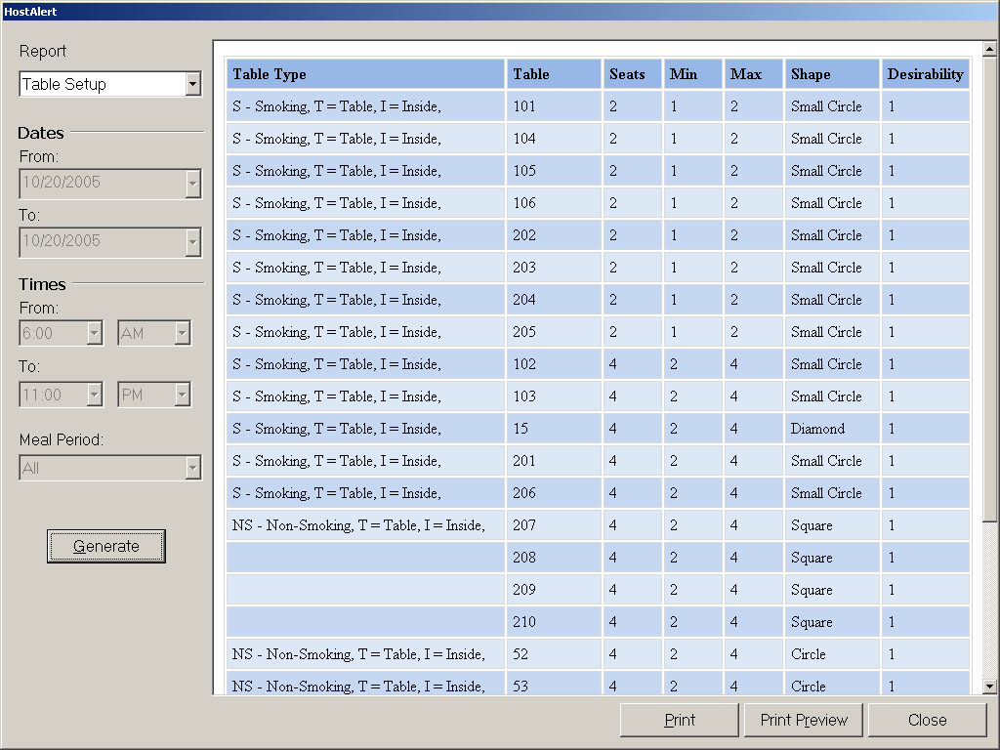 HostAlert
Report
Table Setup
Dates
From:
10/20/2005
To:
10/20/2005
Times
From:
6:00 AM
To:
11:00 PM
Meal Period:
All
Generate
Table Type Table Seats Min Max Shape Desirability
S - Smoking, T = Table, I = Inside, 101 2 1 2 Small Circle 1
S - Smoking, T = Table, I = Inside, 104 2 1 2 Small Circle 1
S - Smoking, T = Table, I = Inside, 105 2 1 2 Small Circle 1
S - Smoking, T = Table, I = Inside, 106 2 1 2 Small Circle 1
S - Smoking, T = Table, I = Inside, 202 2 1 2 Small Circle 1
S - Smoking, T = Table, I = Inside, 203 2 1 2 Small Circle 1
S - Smoking, T = Table, I = Inside, 204 2 1 2 Small Circle 1
S - Smoking, T = Table, I = Inside, 205 2 1 2 Small Circle 1
S - Smoking, T = Table, I = Inside, 102 4 2 4 Small Circle 1
S - Smoking, T = Table, I = Inside, 103 4 2 4 Small Circle 1
S - Smoking, T = Table, I = Inside, 15 4 2 4 Diamond 1
S - Smoking, T = Table, I = Inside, 201 4 2 4 Small Circle 1
S - Smoking, T = Table, I = Inside, 206 4 2 4 Small Circle 1
NS - Non-Smoking, T = Table, I = Inside, 207 4 2 4 Square 1
208 4 2 4 Square 1
209 4 2 4 Square 1
210 4 2 4 Square 1
NS - Non-Smoking, T = Table, I = Inside, 52 4 2 4 Circle 1
NS - Non-Smoking, T = Table, I = Inside, 53 4 2 4 Circle 1
Print Print Preview Close